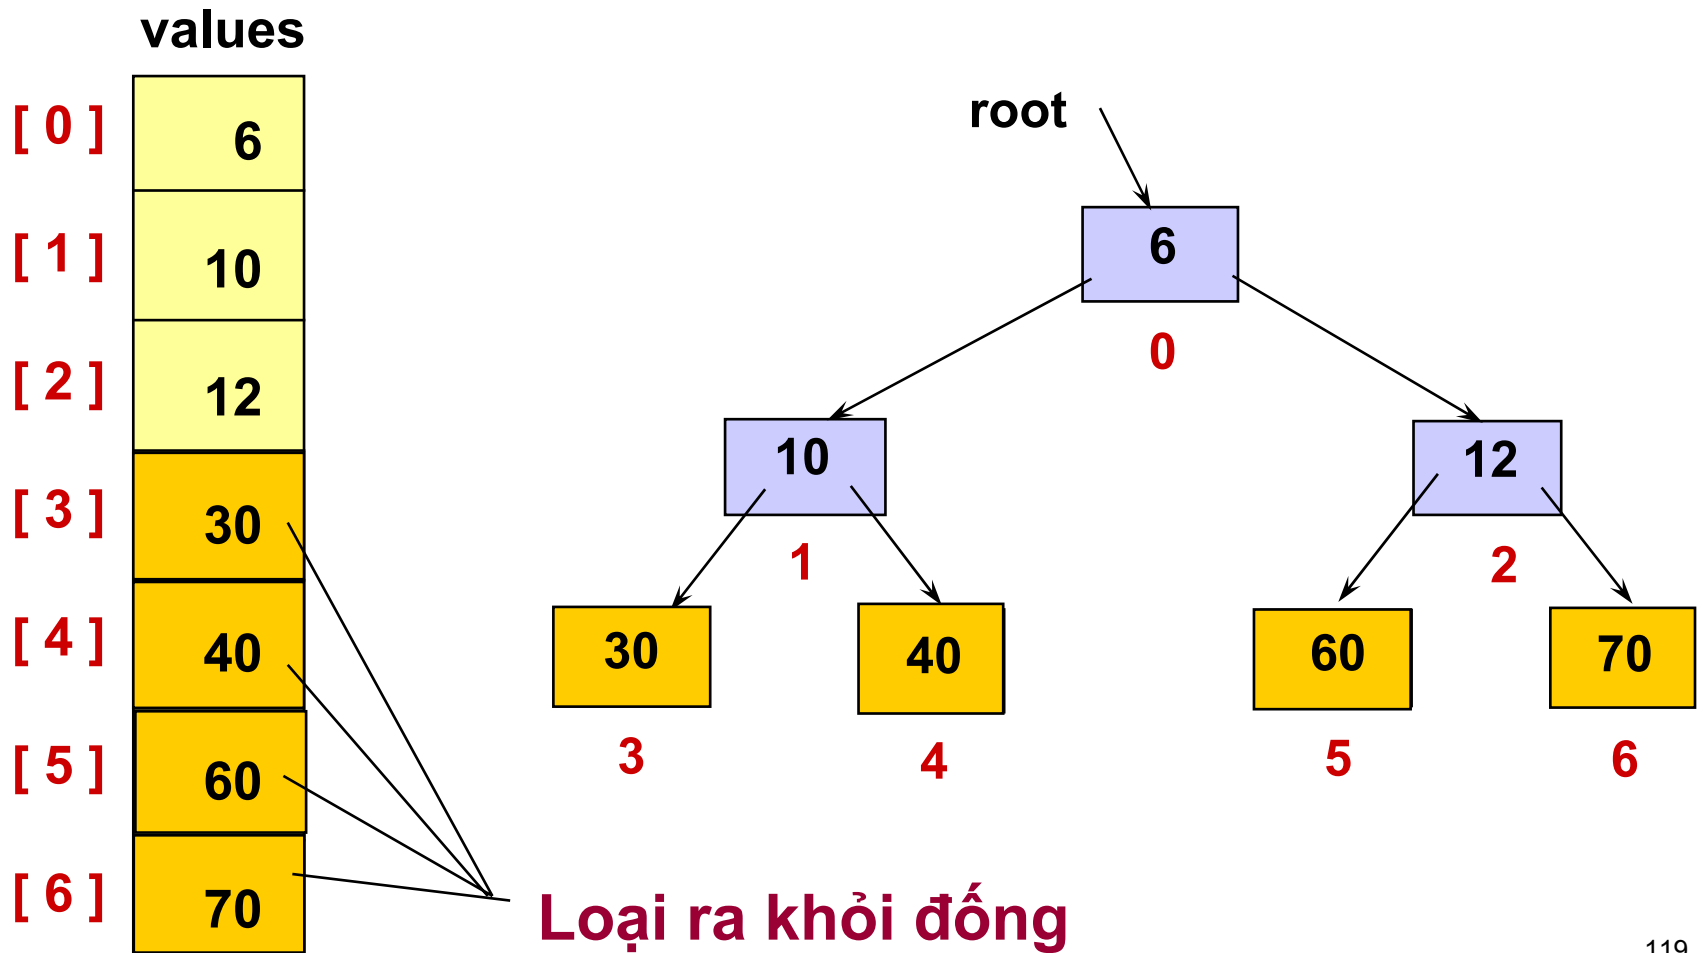 values
[ 0 ] 6
[ 1 ] 10
[ 2 ] 12
[ 3 ] 30
[ 4 ] 40
[ 5 ] 60
[ 6 ] 70
root
6
0
10 12
1 2
30 40 60 70
3 4 5 6
Loại ra khỏi đống
119